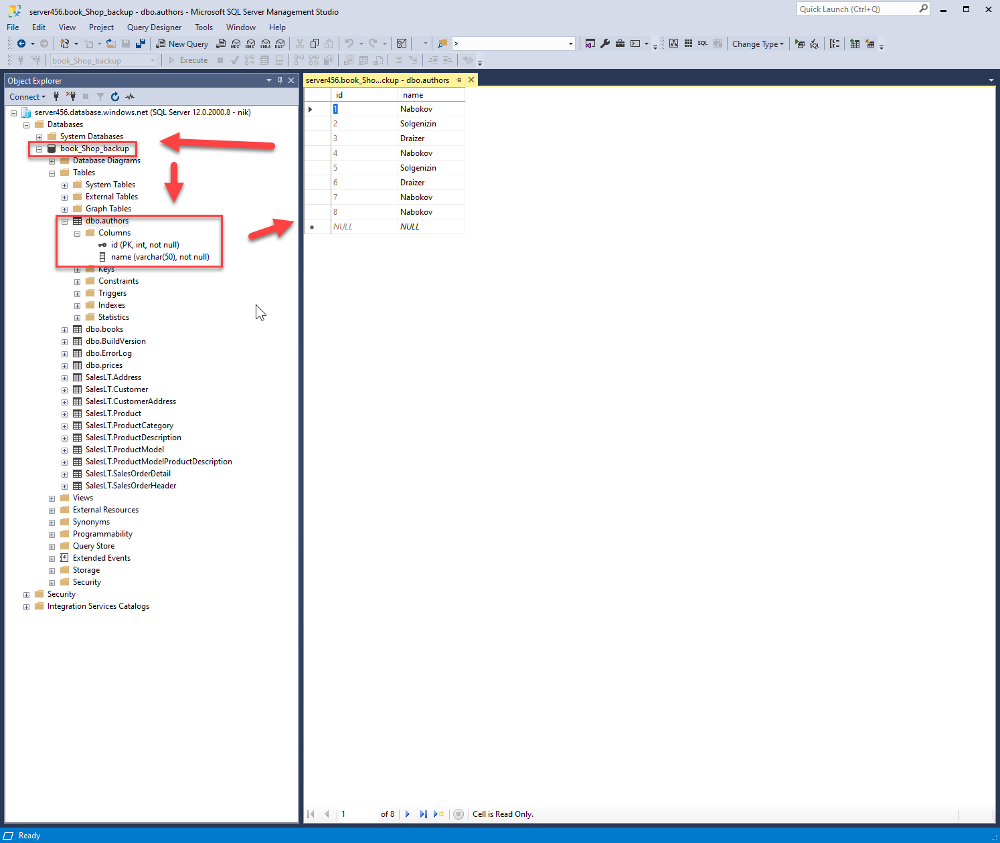 server456.book_Shop_backup - dbo.authors - Microsoft SQL Server Management Studio
Quick Launch (Ctrl+Q)
File Edit View Project Query Designer Tools Window Help
New Query MDX DMX XMLA DAX > SQL Change Type SQL
book_Shop_backup Execute
Object Explorer
Connect
server456.database.windows.net (SQL Server 12.0.2000.8 - nik)
Databases
System Databases
book_Shop_backup
Database Diagrams
Tables
System Tables
External Tables
Graph Tables
dbo.authors
Columns
id (PK, int, not null)
name (varchar(50), not null)
Keys
Constraints
Triggers
Indexes
Statistics
dbo.books
dbo.BuildVersion
dbo.ErrorLog
dbo.prices
SalesLT.Address
SalesLT.Customer
SalesLT.CustomerAddress
SalesLT.Product
SalesLT.ProductCategory
SalesLT.ProductDescription
SalesLT.ProductModel
SalesLT.ProductModelProductDescription
SalesLT.SalesOrderDetail
SalesLT.SalesOrderHeader
Views
External Resources
Synonyms
Programmability
Query Store
Extended Events
Storage
Security
Security
Integration Services Catalogs
server456.book_Sho...ckup - dbo.authors
id name
1 Nabokov
2 Solgenizin
3 Draizer
4 Nabokov
5 Solgenizin
6 Draizer
7 Nabokov
8 Nabokov
NULL NULL
1 of 8 Cell is Read Only.
Ready